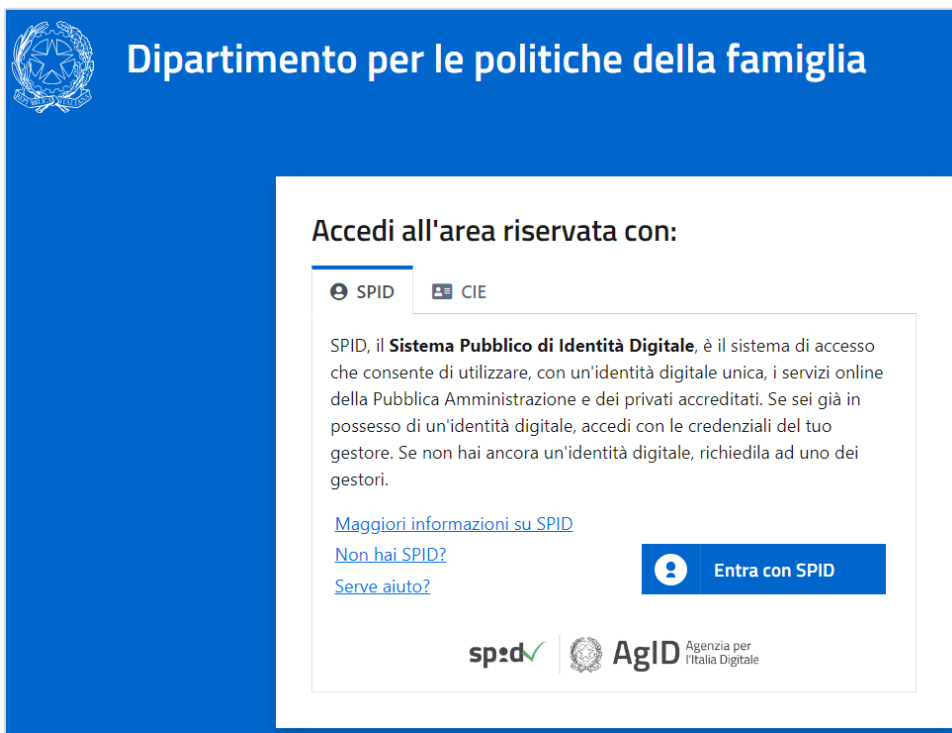 REPVBBLICA ITALIANA
Dipartimento per le politiche della famiglia
Accedi all'area riservata con:
SPID
CIE
SPID, il Sistema Pubblico di Identità Digitale, è il sistema di accesso
che consente di utilizzare, con un'identità digitale unica, i servizi online
della Pubblica Amministrazione e dei privati accreditati. Se sei già in
possesso di un'identità digitale, accedi con le credenziali del tuo
gestore. Se non hai ancora un'identità digitale, richiedila ad uno dei
gestori.
Maggiori informazioni su SPID
Non hai SPID?
Serve aiuto?
Entra con SPID
spid
AgID
Agenzia per
l'Italia Digitale